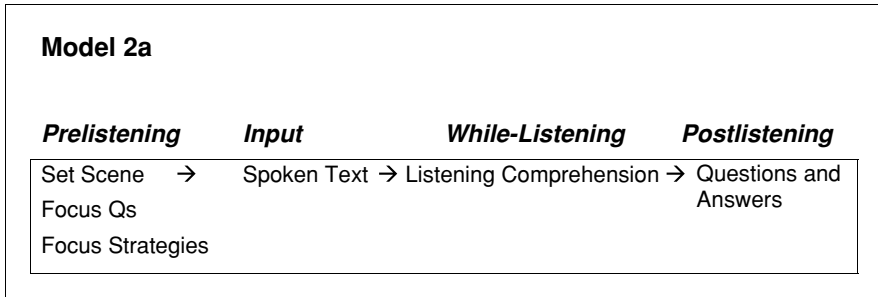 Model 2a
Prelistening Input While-Listening Postlistening
Set Scene → Spoken Text → Listening Comprehension → Questions and
Answers
Focus Qs
Focus Strategies